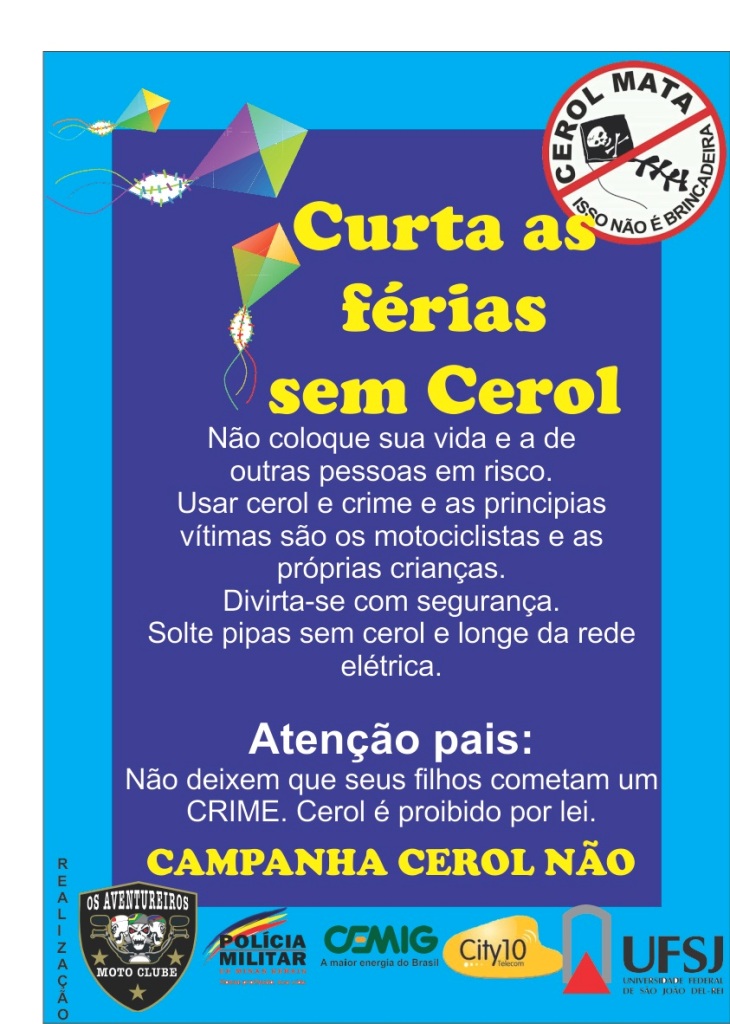 CEROL MATA
ISSO NÃO É BRINCADEIRA
Curta as
férias
sem Cerol
Não coloque sua vida e a de
outras pessoas em risco.
Usar cerol e crime e as principias
vítimas são os motociclistas e as
próprias crianças.
Divirta-se com segurança.
Solte pipas sem cerol e longe da rede
elétrica.
Atenção pais:
Não deixem que seus filhos cometam um
CRIME. Cerol é proibido por lei.
CAMPANHA CEROL NÃO
REALIZAÇÃO
OS AVENTUREIROS
MOTO CLUBE
POLÍCIA
MILITAR
DE MINAS GERAIS
CEMIG
A maior energia do Brasil
City10
Telecom
UFSJ
UNIVERSIDADE FEDERAL
DE SÃO JOÃO DEL-REI